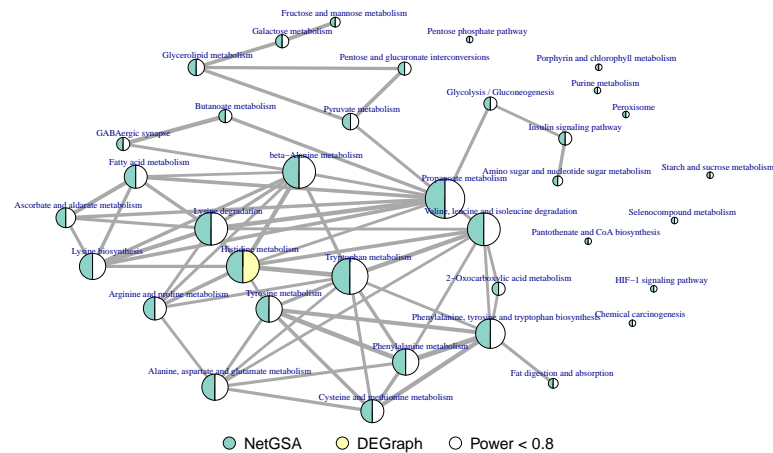 Fructose and mannose metabolism
Galactose metabolism
Pentose phosphate pathway
Glycerolipid metabolism
Pentose and glucuronate interconversions
Porphyrin and chlorophyll metabolism
Purine metabolism
Glycolysis / Gluconeogenesis
Butanoate metabolism
Pyruvate metabolism
Peroxisome
Insulin signaling pathway
GABAergic synapse
beta−Alanine metabolism
Fatty acid metabolism
Propanoate metabolism
Amino sugar and nucleotide sugar metabolism
Starch and sucrose metabolism
Ascorbate and aldarate metabolism
Lysine degradation
Valine, leucine and isoleucine degradation
Selenocompound metabolism
Pantothenate and CoA biosynthesis
Lysine biosynthesis
Histidine metabolism
Tryptophan metabolism
2−Oxocarboxylic acid metabolism
HIF−1 signaling pathway
Arginine and proline metabolism
Tyrosine metabolism
Chemical carcinogenesis
Phenylalanine, tyrosine and tryptophan biosynthesis
Phenylalanine metabolism
Alanine, aspartate and glutamate metabolism
Fat digestion and absorption
Cysteine and methionine metabolism
NetGSA DEGraph Power < 0.8